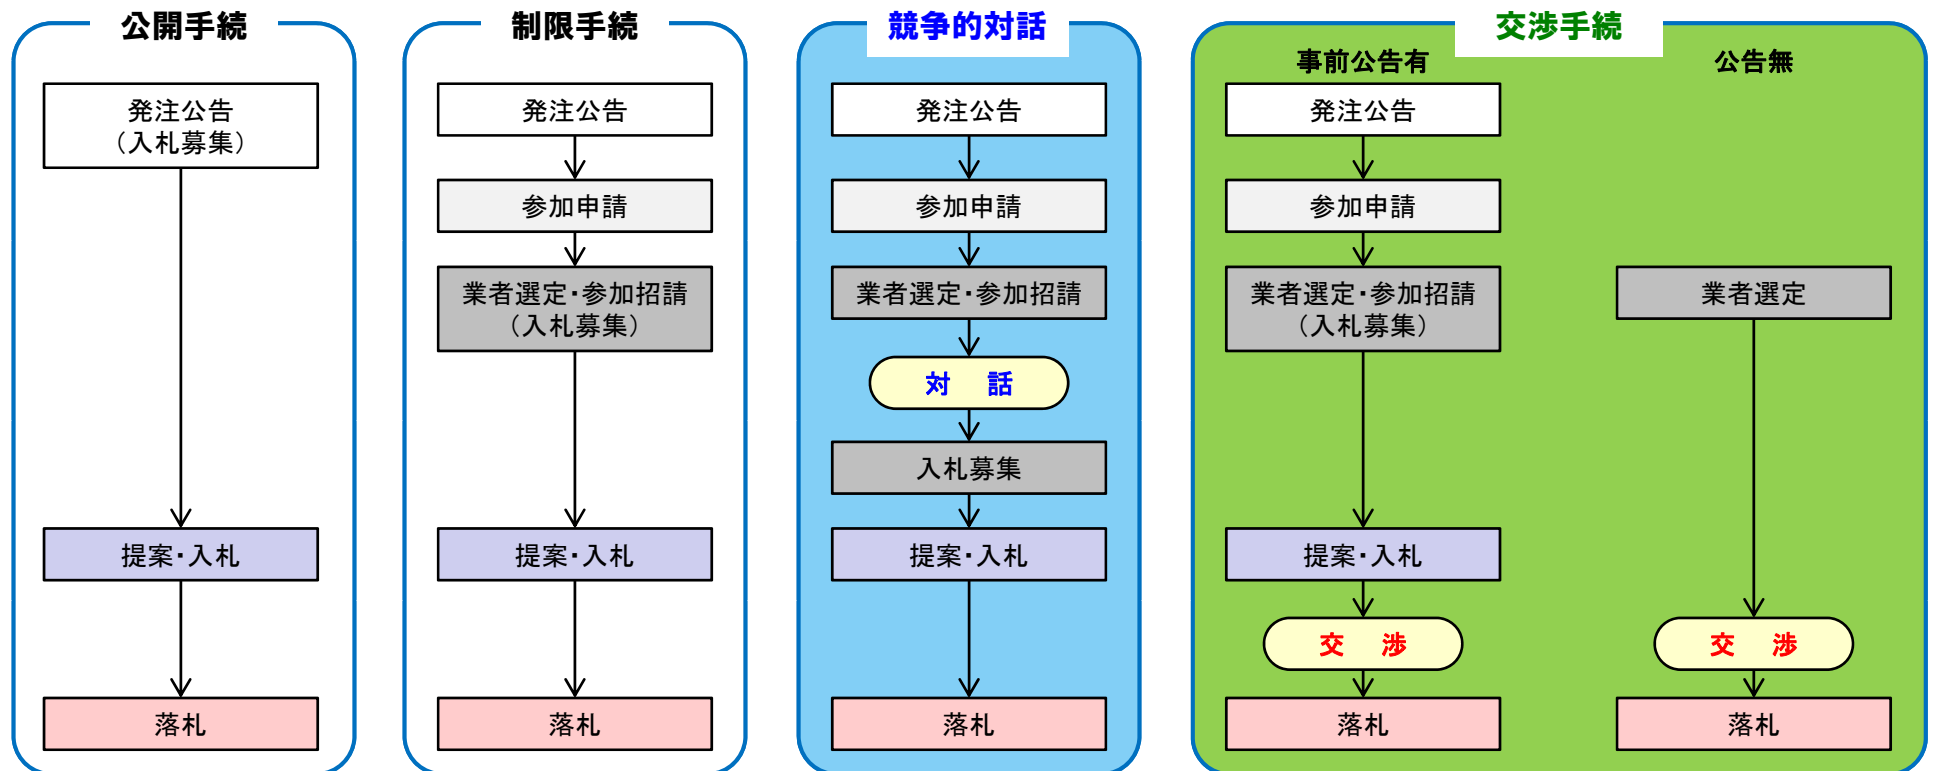 公開手続
発注公告
（入札募集）
提案・入札
落札
制限手続
発注公告
参加申請
業者選定・参加招請
（入札募集）
提案・入札
落札
競争的対話
発注公告
参加申請
業者選定・参加招請
対　話
入札募集
提案・入札
落札
交渉手続
事前公告有
発注公告
参加申請
業者選定・参加招請
（入札募集）
提案・入札
交　渉
落札
公告無
業者選定
交　渉
落札